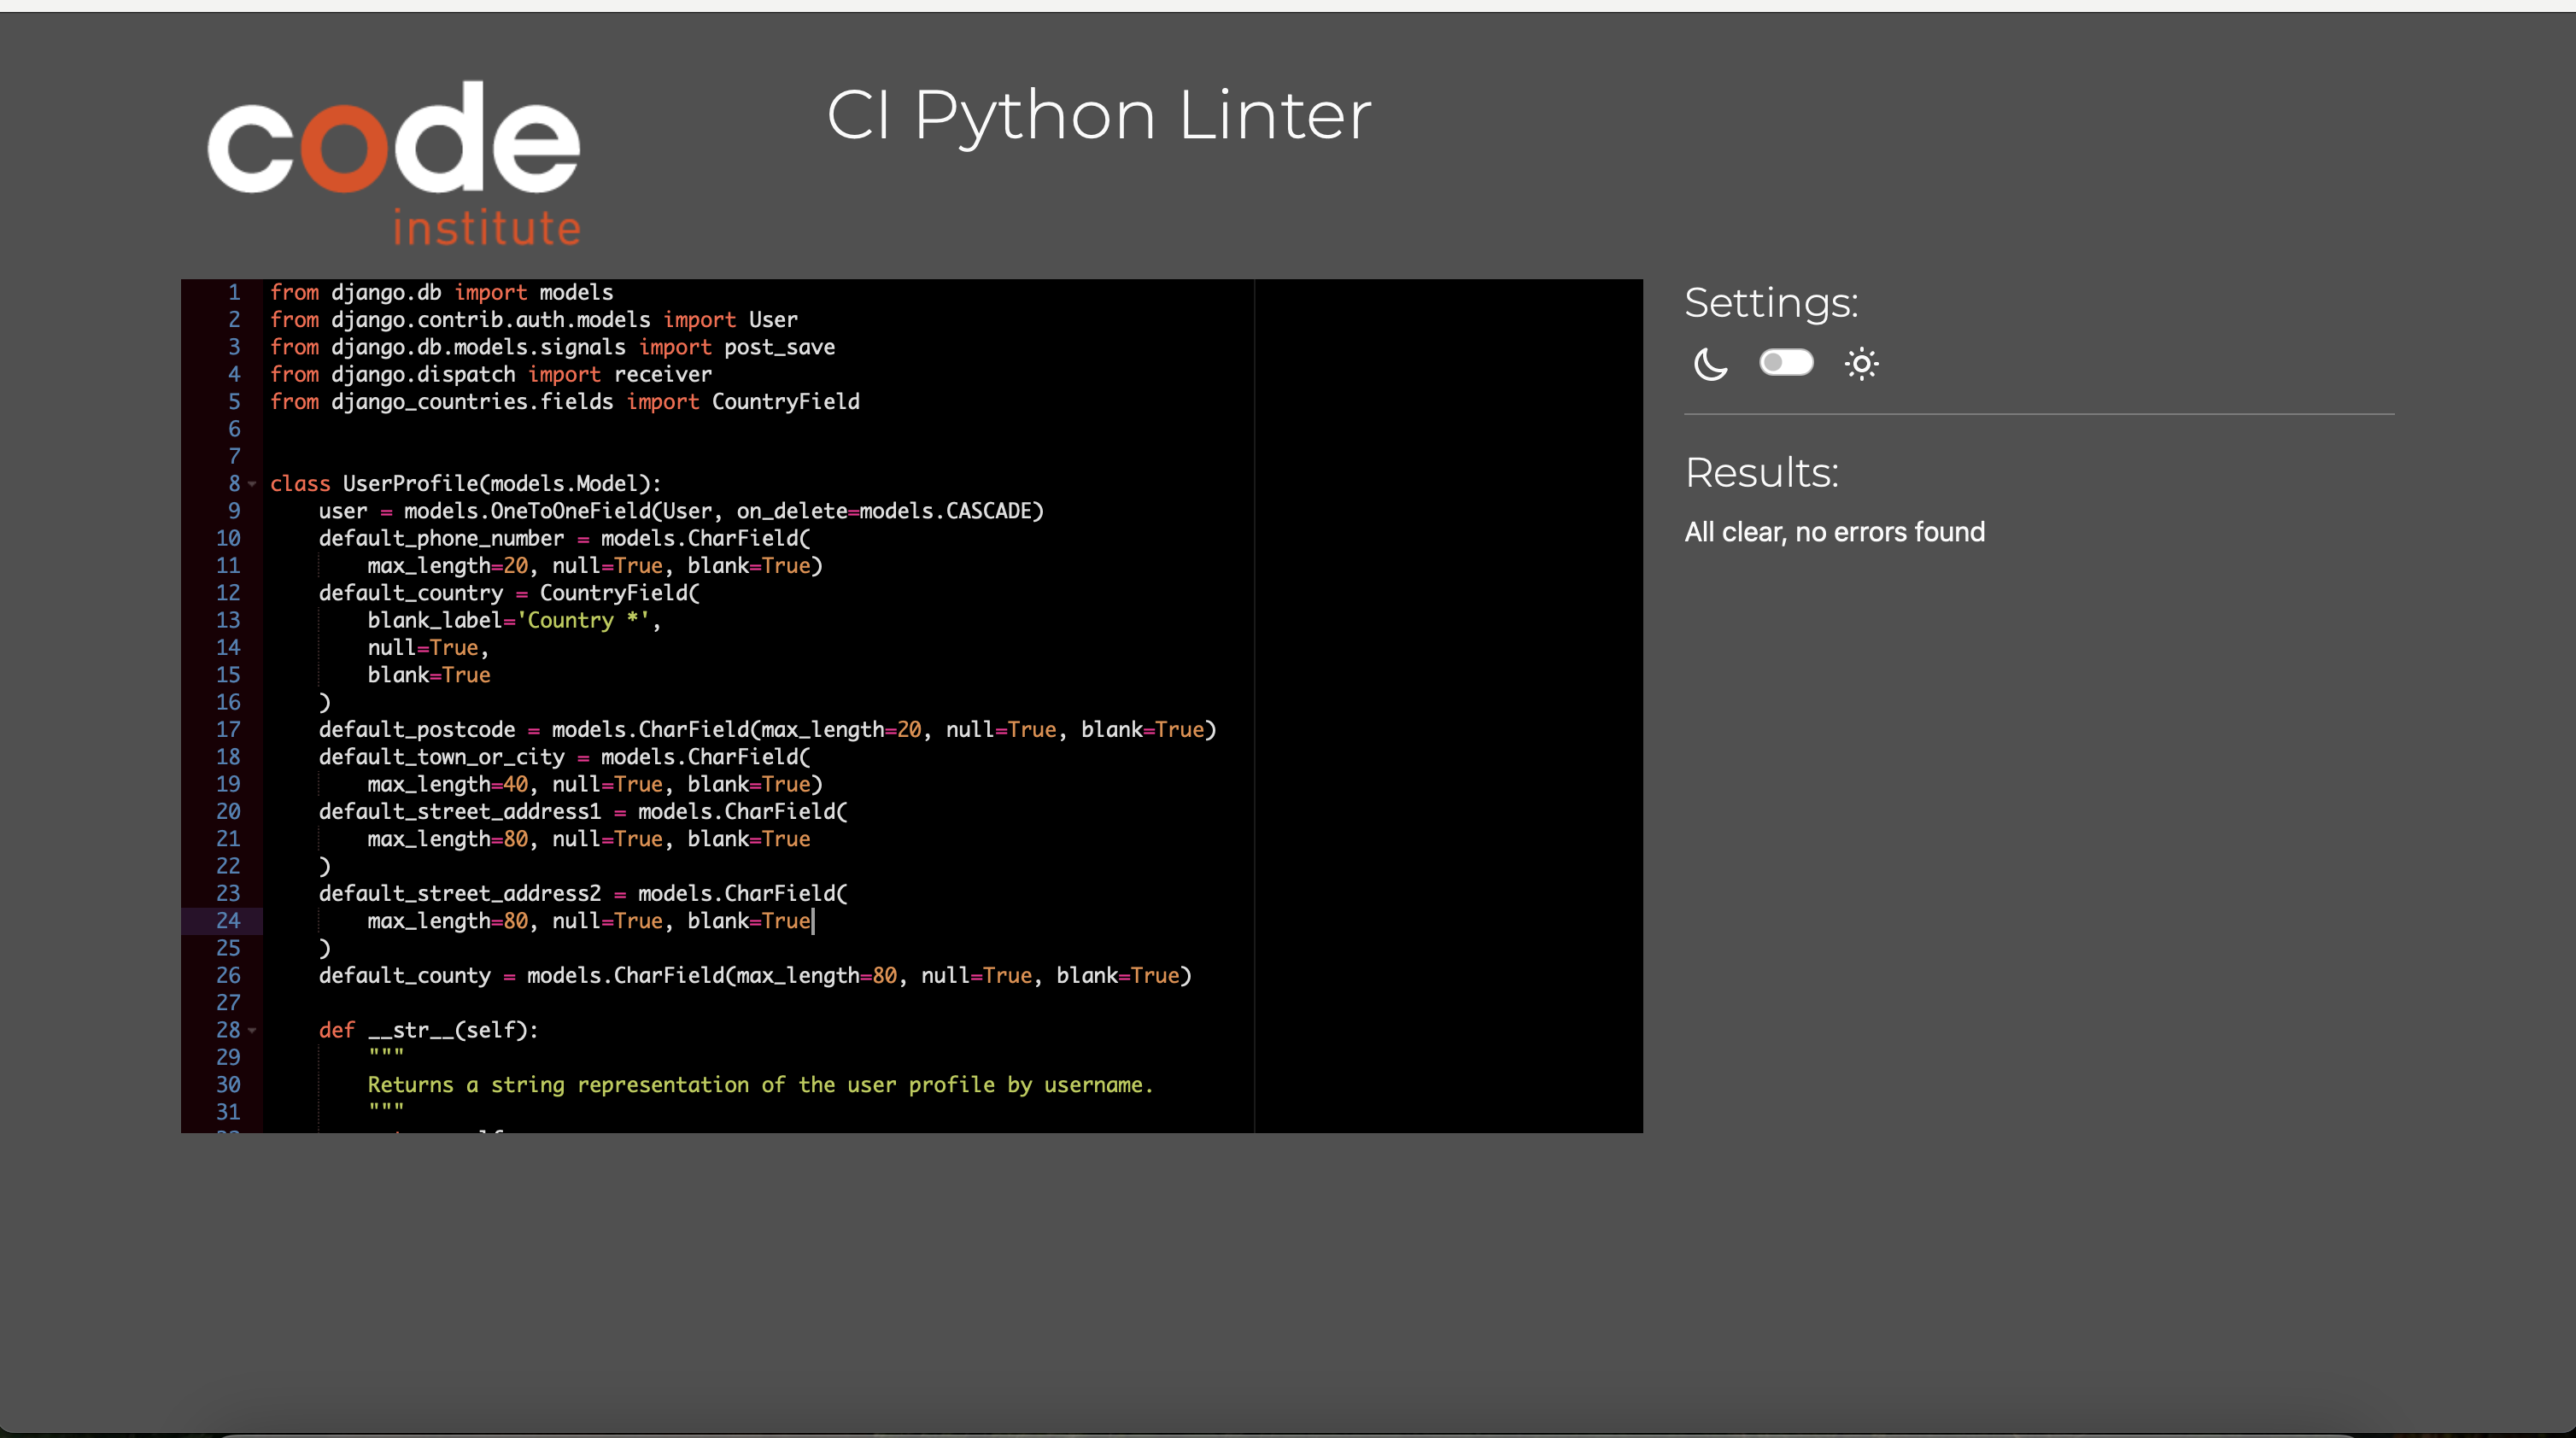 code
institute
CI Python Linter
1 from django.db import models
2 from django.contrib.auth.models import User
3 from django.db.models.signals import post_save
4 from django.dispatch import receiver
5 from django_countries.fields import CountryField
6
7
8 class UserProfile(models.Model):
9     user = models.OneToOneField(User, on_delete=models.CASCADE)
10     default_phone_number = models.CharField(
11         max_length=20, null=True, blank=True)
12     default_country = CountryField(
13         blank_label='Country *',
14         null=True,
15         blank=True
16     )
17     default_postcode = models.CharField(max_length=20, null=True, blank=True)
18     default_town_or_city = models.CharField(
19         max_length=40, null=True, blank=True)
20     default_street_address1 = models.CharField(
21         max_length=80, null=True, blank=True
22     )
23     default_street_address2 = models.CharField(
24         max_length=80, null=True, blank=True
25     )
26     default_county = models.CharField(max_length=80, null=True, blank=True)
27
28     def __str__(self):
29         """
30         Returns a string representation of the user profile by username.
31         """
Settings:
Results:
All clear, no errors found